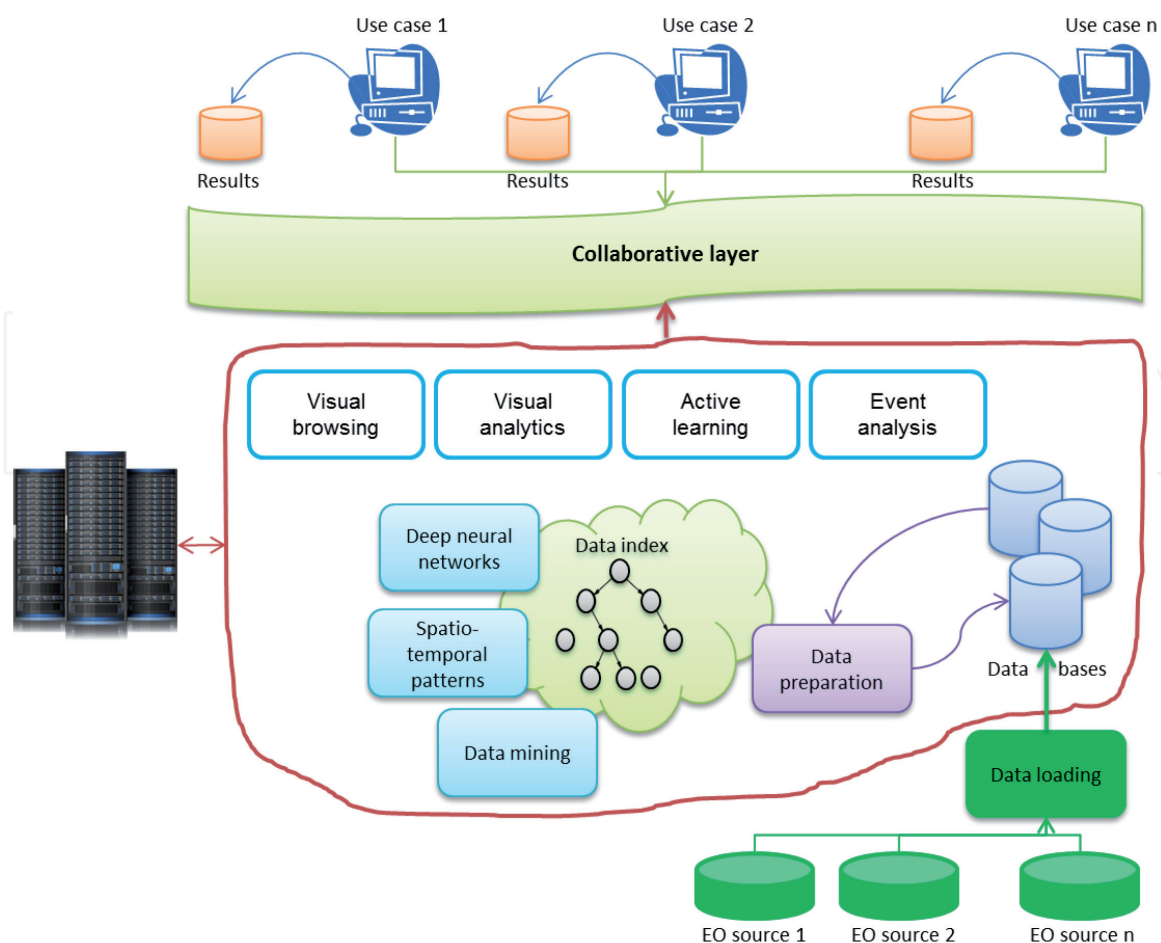 Use case 1
Use case 2
Use case n
Results
Results
Results
Collaborative layer
Visual
browsing
Visual
analytics
Active
learning
Event
analysis
Deep neural
networks
Data index
Spatio-
temporal
patterns
Data
preparation
Data bases
Data mining
Data loading
EO source 1
EO source 2
EO source n